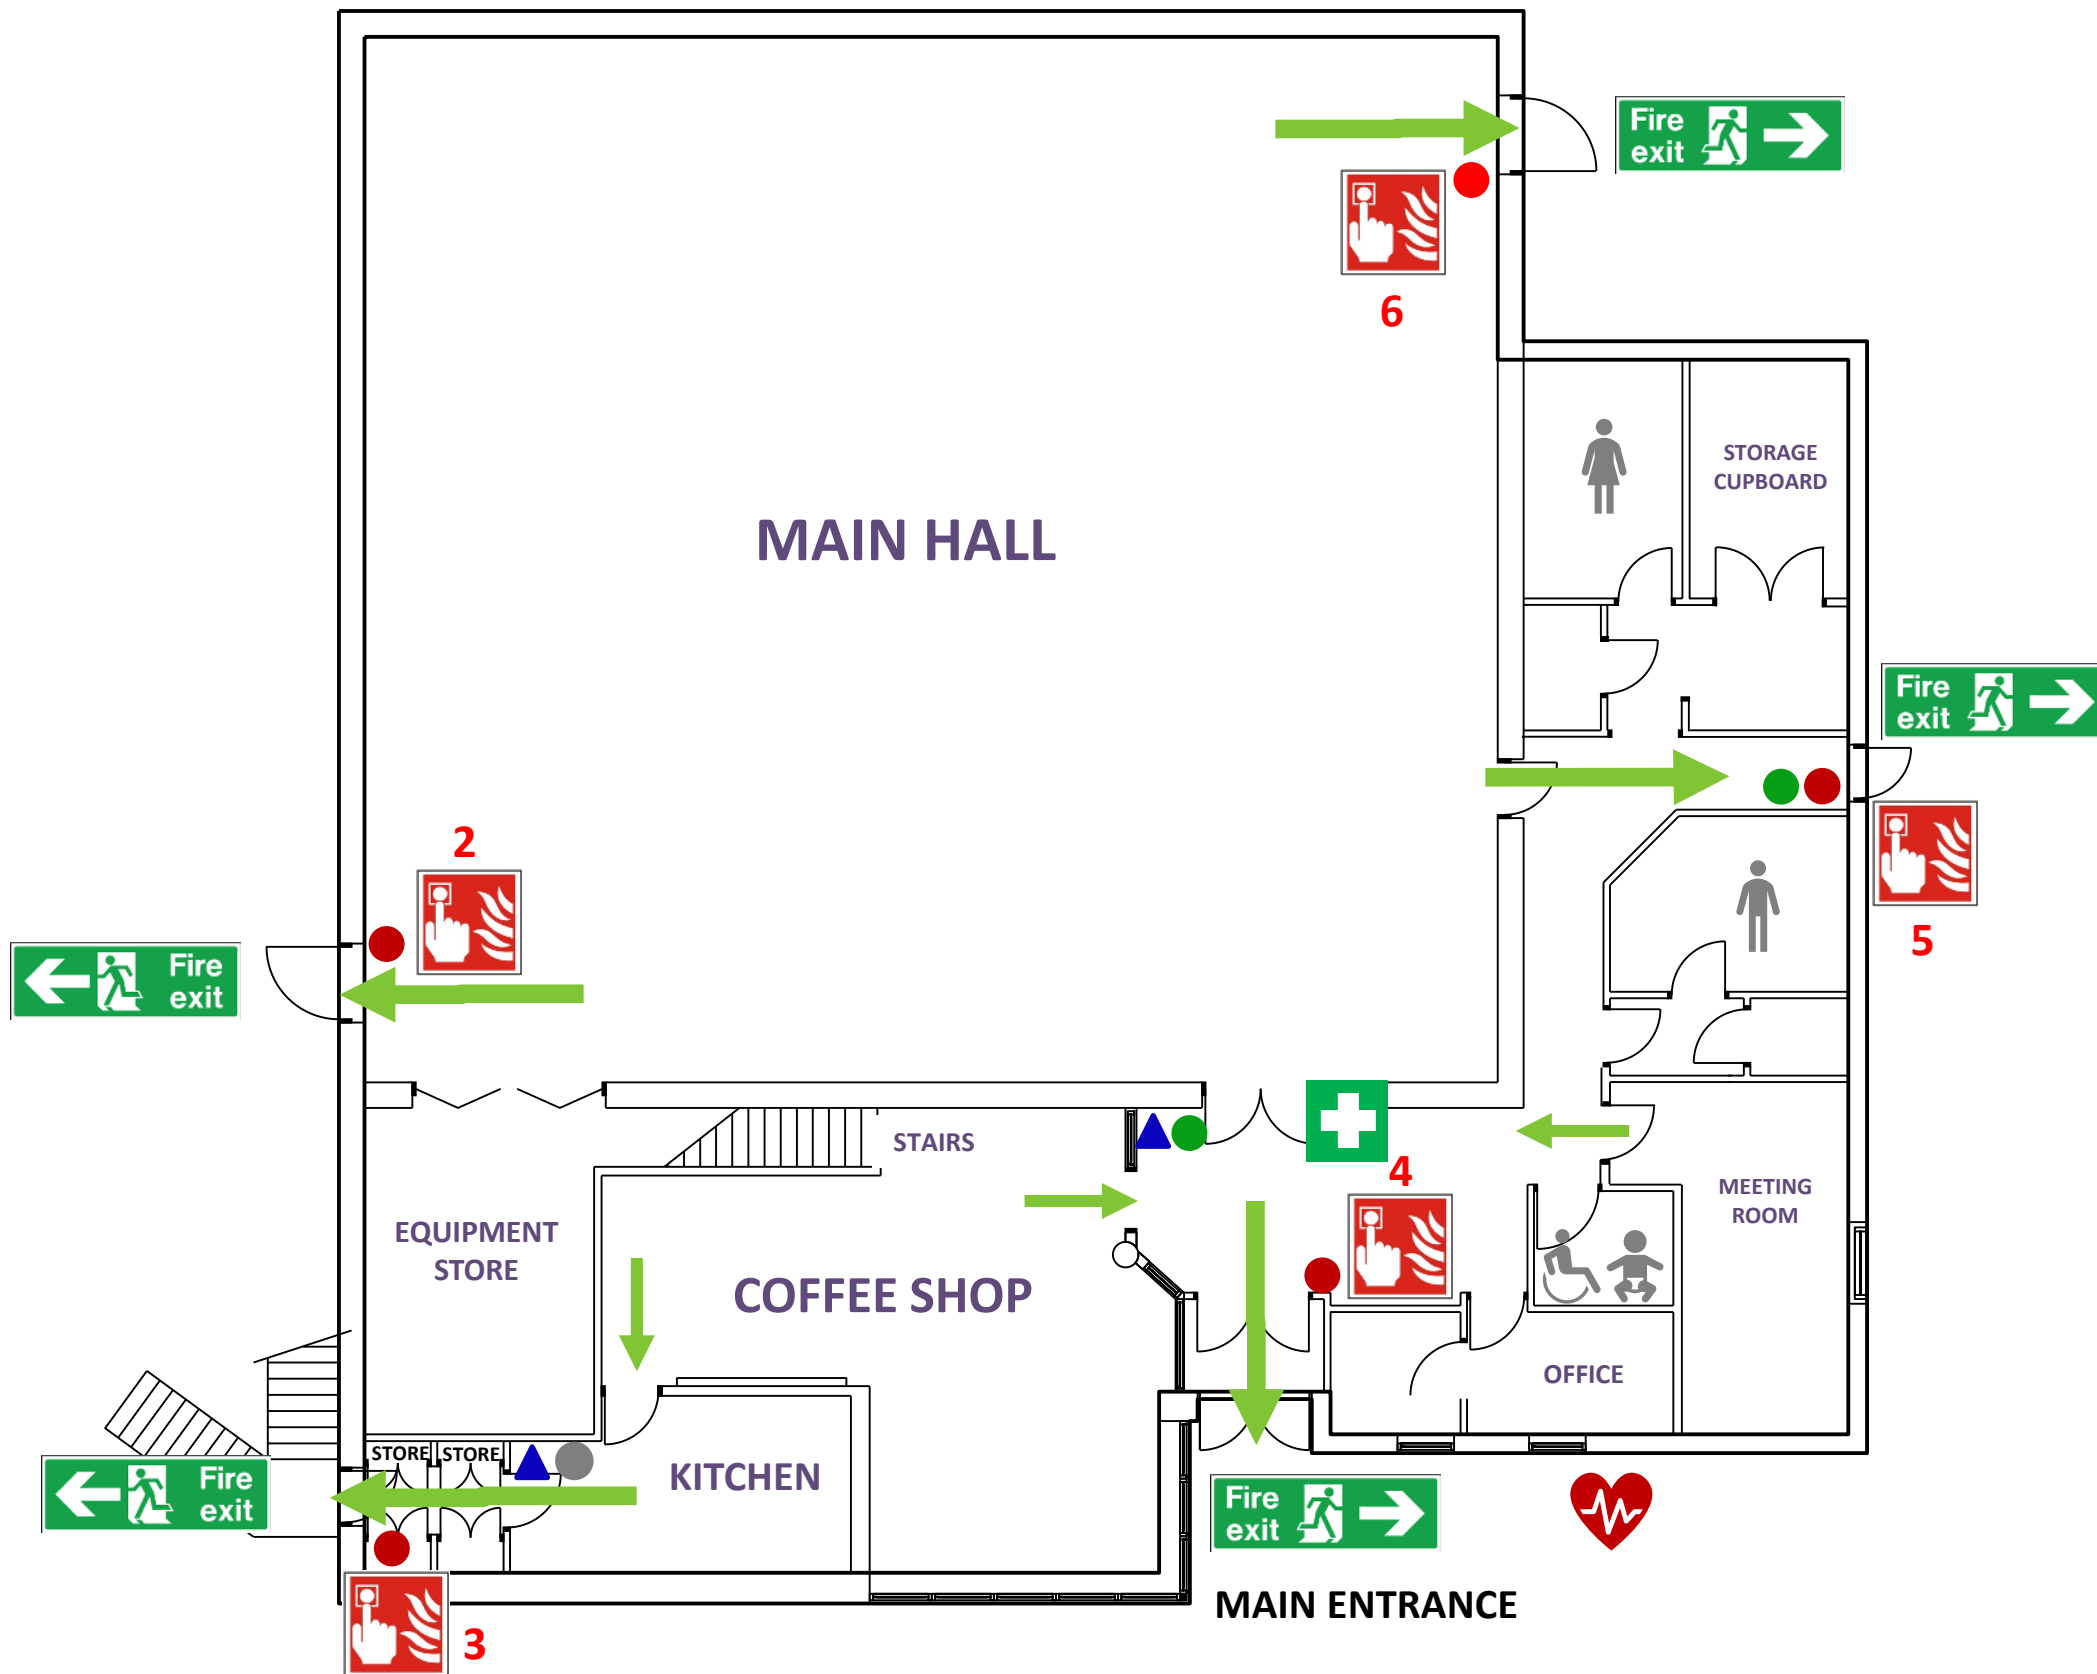 Fire
exit
6
STORAGE
CUPBOARD
MAIN HALL
Fire
exit
2
5
Fire
exit
STAIRS
4
MEETING
ROOM
EQUIPMENT
STORE
COFFEE SHOP
OFFICE
STORE
STORE
KITCHEN
Fire
exit
Fire
exit
MAIN ENTRANCE
3